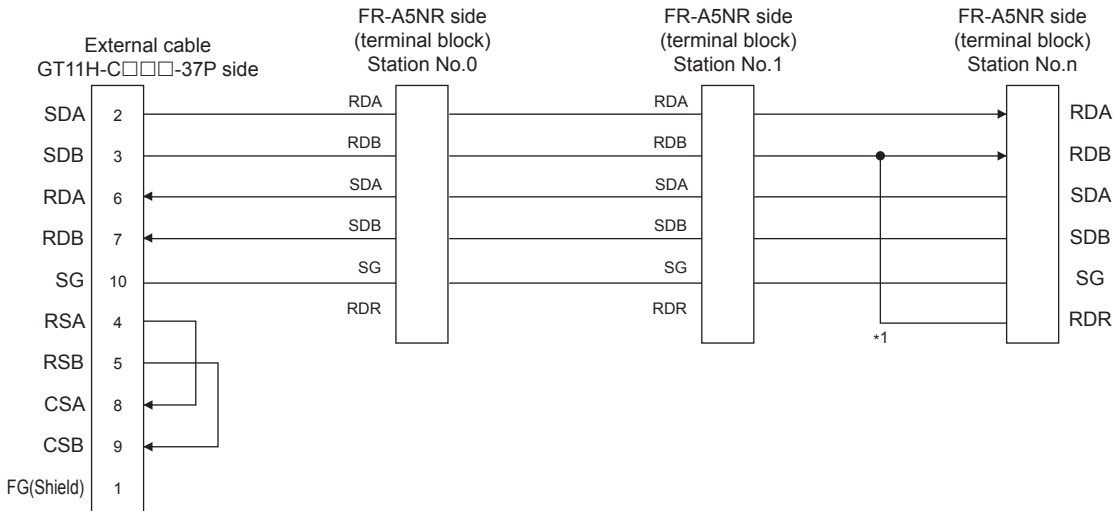 External cable
GT11H-C□□□-37P side
FR-A5NR side
(terminal block)
Station No.0
FR-A5NR side
(terminal block)
Station No.1
FR-A5NR side
(terminal block)
Station No.n
SDA 2 RDA RDA RDA
SDB 3 RDB RDB RDB
RDA 6 SDA SDA SDA
RDB 7 SDB SDB SDB
SG 10 SG SG SG
RSA 4 RDR RDR RDR
*1
RSB 5
CSA 8
CSB 9
FG(Shield) 1